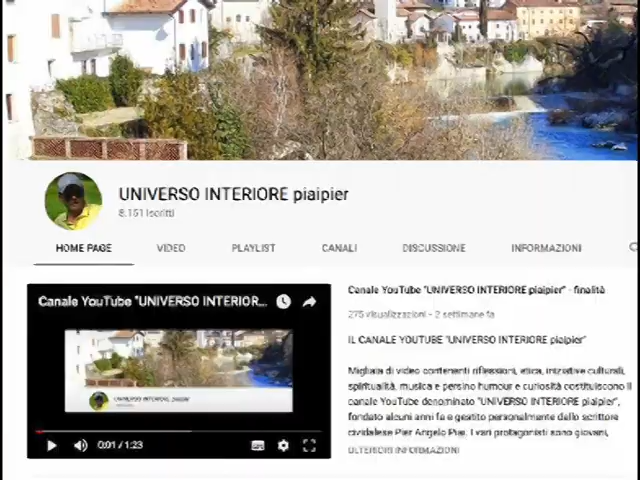 UNIVERSO INTERIORE piaipier
8.151 iscritti
HOME PAGE VIDEO PLAYLIST CANALI DISCUSSIONE INFORMAZIONI
Canale YouTube "UNIVERSO INTERIOR...
UNIVERSO INTERIORE piaipier
0:01 / 1:23
Canale YouTube "UNIVERSO INTERIORE piaipier" - finalità
275 visualizzazioni - 2 settimane fa
IL CANALE YOUTUBE "UNIVERSO INTERIORE piaipier"
Migliaia di video contenenti riflessioni, etica, iniziative culturali,
spiritualità, musica e persino humour e curiosità costituiscono il
canale YouTube denominato "UNIVERSO INTERIORE piaipier",
fondato alcuni anni fa e gestito personalmente dallo scrittore
cividalese Pier Angelo Piai. I vari protagonisti sono giovani,
ULTERIORI INFORMAZIONI